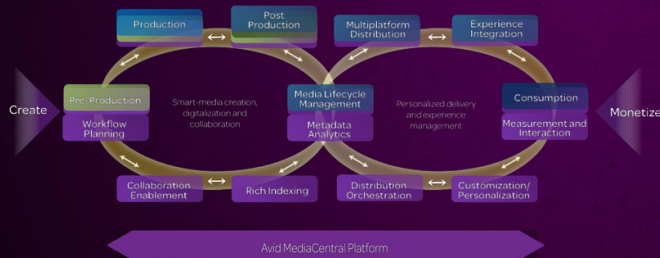 Production
Post
Production
Multiplatform
Distribution
Experience
Integration
Create
Pre-Production
Workflow
Planning
Smart-media creation,
digitalization and
collaboration
Media Lifecycle
Management
Metadata
Analytics
Personalized delivery
and experience
management
Consumption
Measurement and
Interaction
Monetize
Collaboration
Enablement
Rich Indexing
Distribution
Orchestration
Customization/
Personalization
Avid MediaCentral Platform